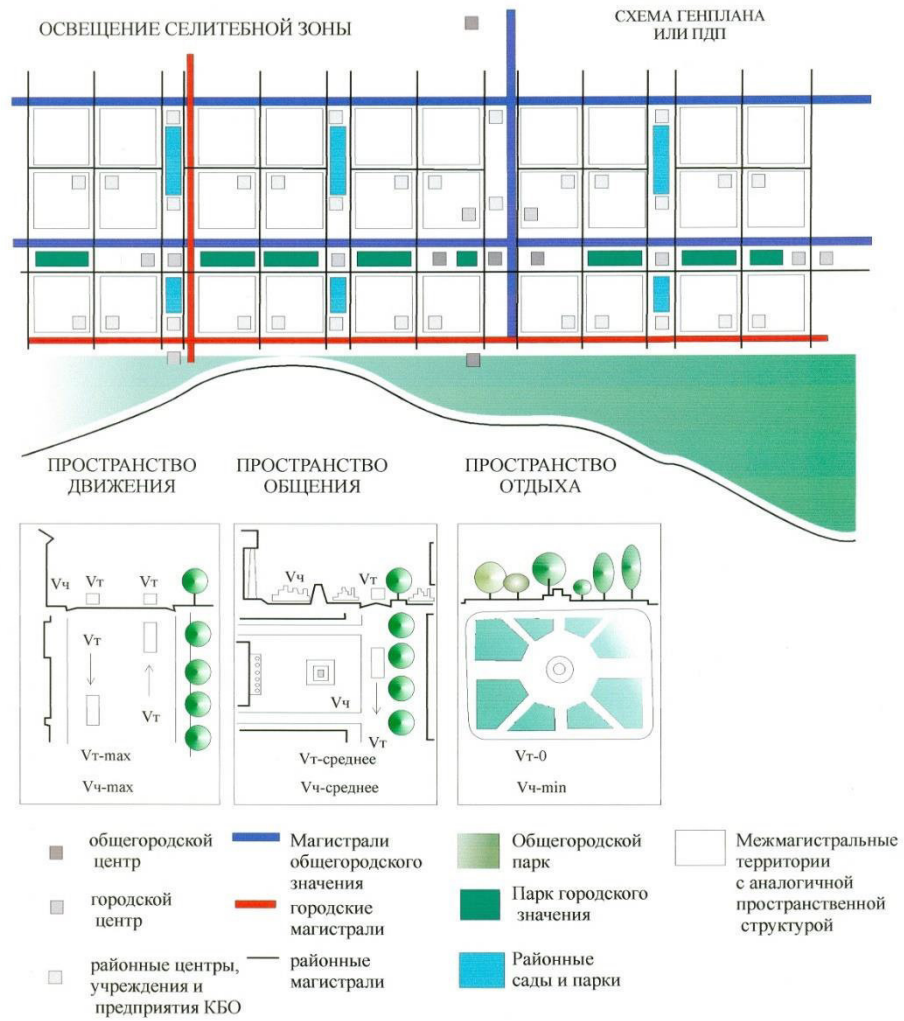 ОСВЕЩЕНИЕ СЕЛИТЕБНОЙ ЗОНЫ
СХЕМА ГЕНПЛАНА
ИЛИ ПДП
ПРОСТРАНСТВО
ДВИЖЕНИЯ
ПРОСТРАНСТВО
ОБЩЕНИЯ
ПРОСТРАНСТВО
ОТДЫХА
Vч
Vт
Vт
Vт
Vт
Vт-max
Vч-max
Vч
Vт
Vч
Vт
Vт-среднее
Vч-среднее
Vт-0
Vч-min
общегородской
центр
городской
центр
районные центры,
учреждения и
предприятия КБО
Магистрали
общегородского
значения
городские
магистрали
районные
магистрали
Общегородской
парк
Парк городского
значения
Районные
сады и парки
Межмагистральные
территории
с аналогичной
пространственной
структурой